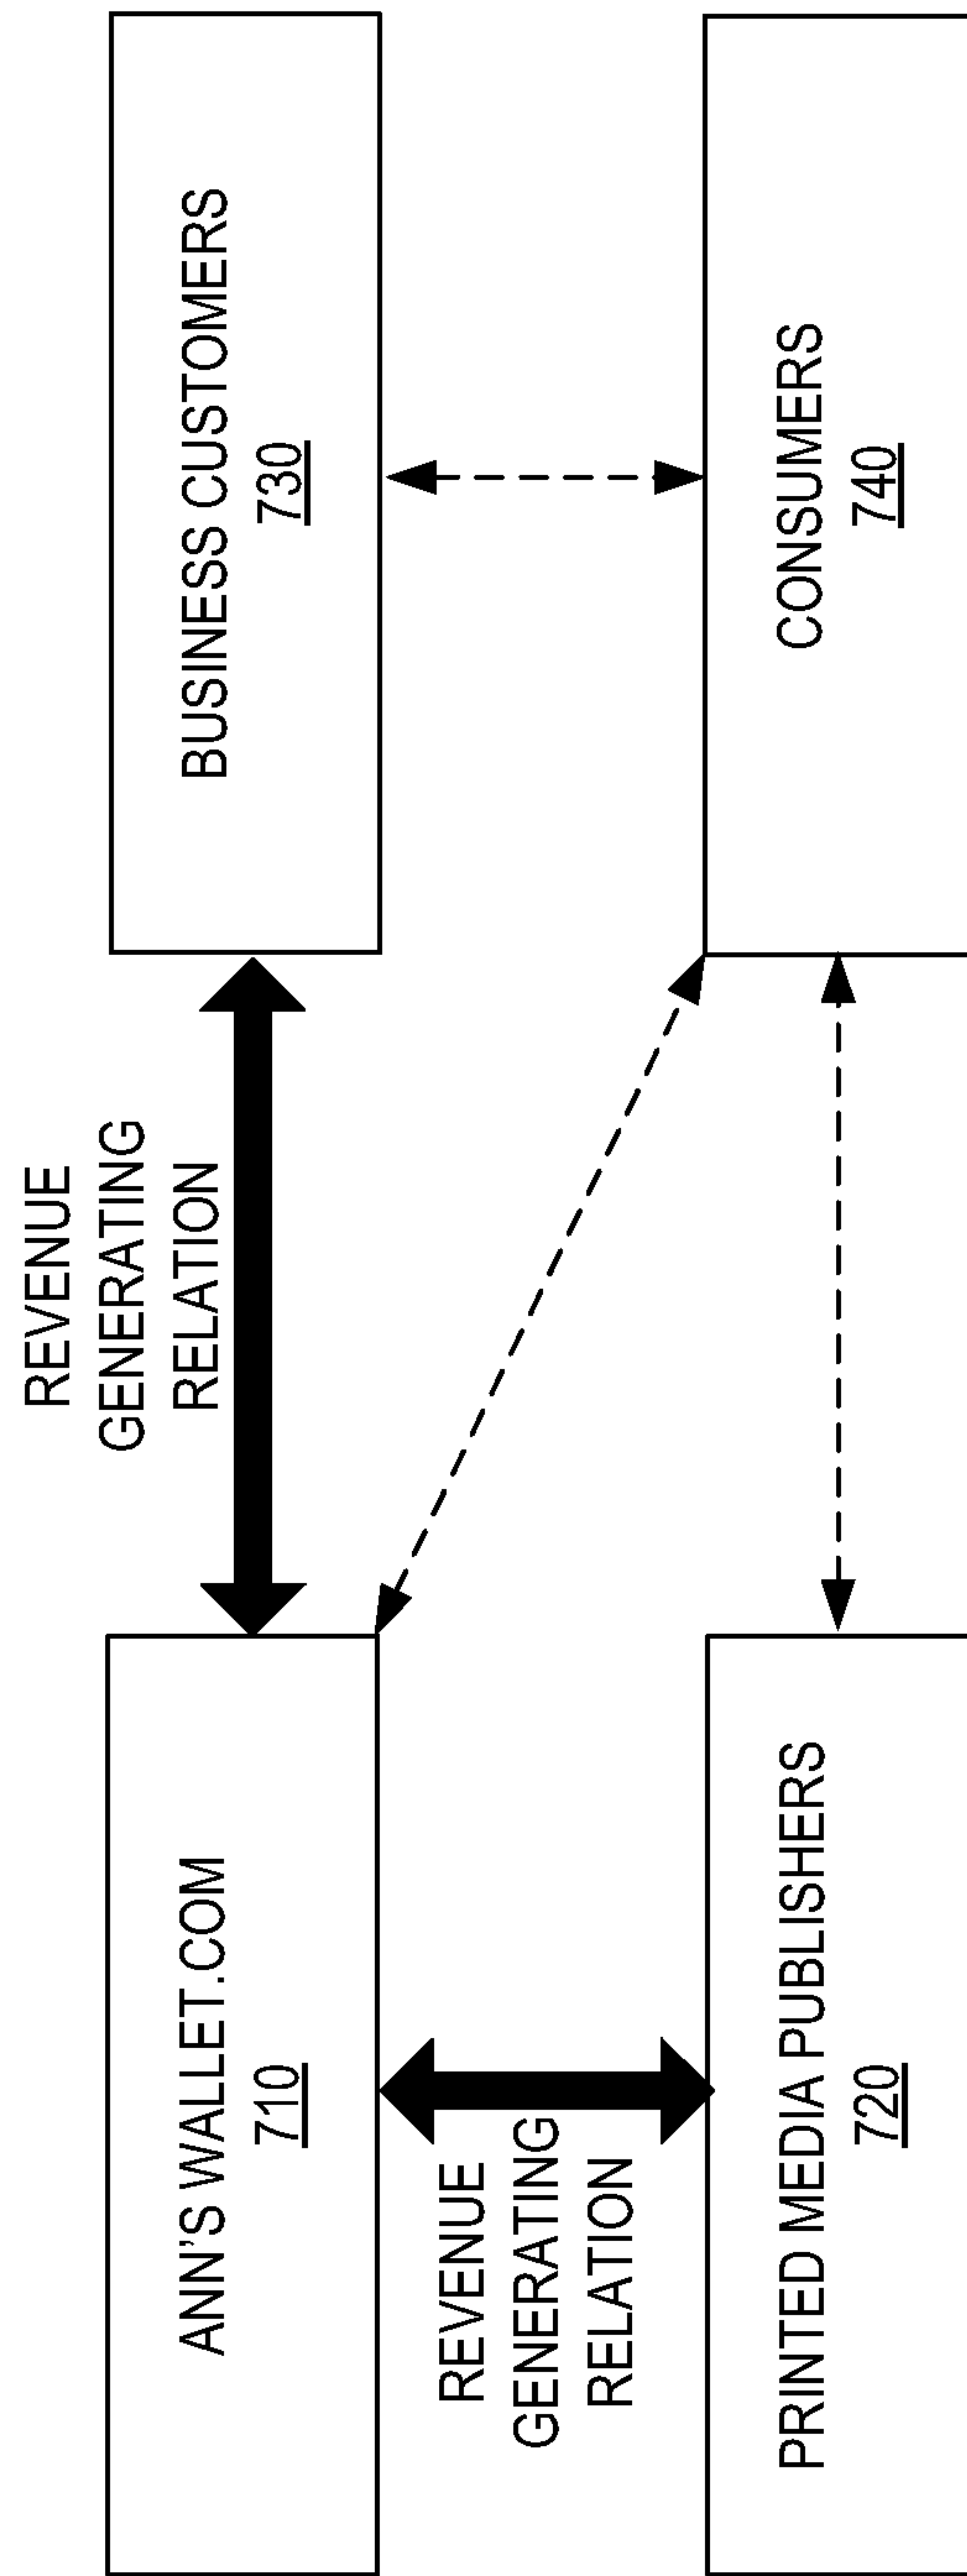 ANN'S WALLET.COM
710
REVENUE
GENERATING
RELATION
BUSINESS CUSTOMERS
730
REVENUE
GENERATING
RELATION
PRINTED MEDIA PUBLISHERS
720
CONSUMERS
740